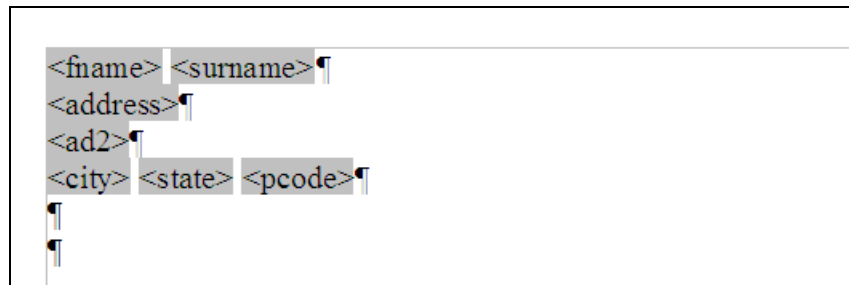 <fname> <surname>¶
<address>¶
<ad2>¶
<city> <state> <pcode>¶
¶
¶